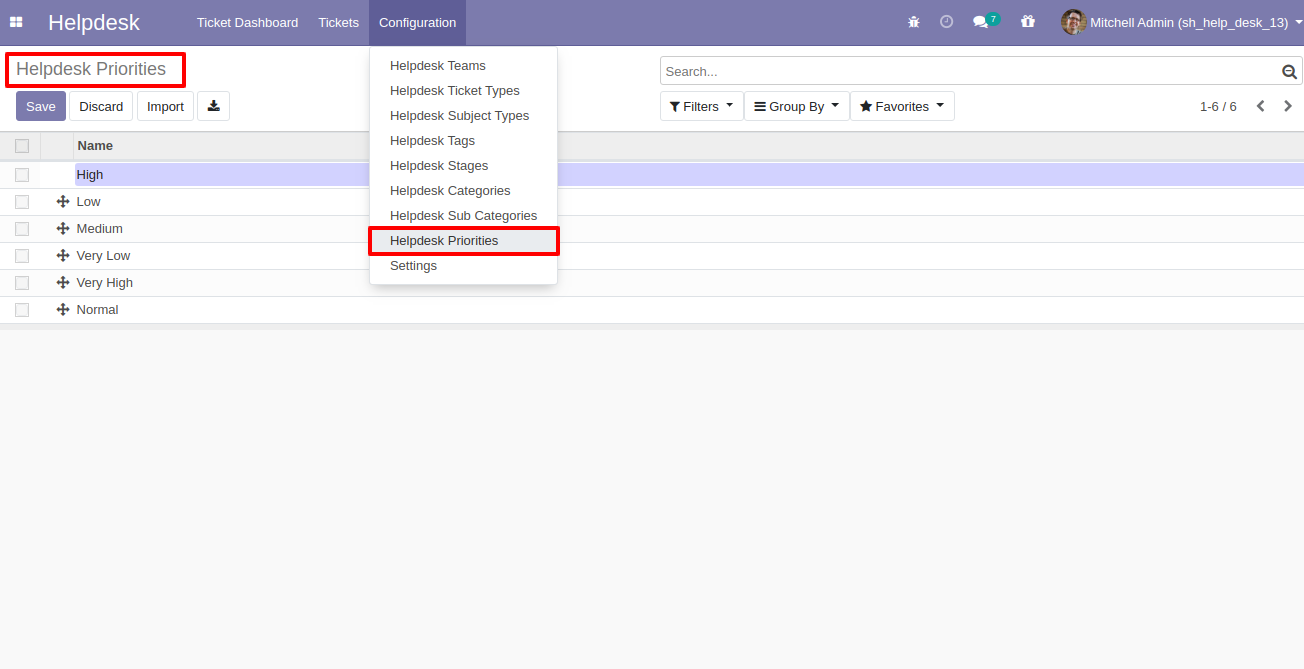 Helpdesk Ticket Dashboard Tickets Configuration 7 Mitchell Admin (sh_help_desk_13)
Helpdesk Priorities
Search...
Save Discard Import
Filters Group By Favorites 1-6 / 6
Helpdesk Teams
Helpdesk Ticket Types
Helpdesk Subject Types
Helpdesk Tags
Helpdesk Stages
Helpdesk Categories
Helpdesk Sub Categories
Helpdesk Priorities
Settings
Name
High
Low
Medium
Very Low
Very High
Normal